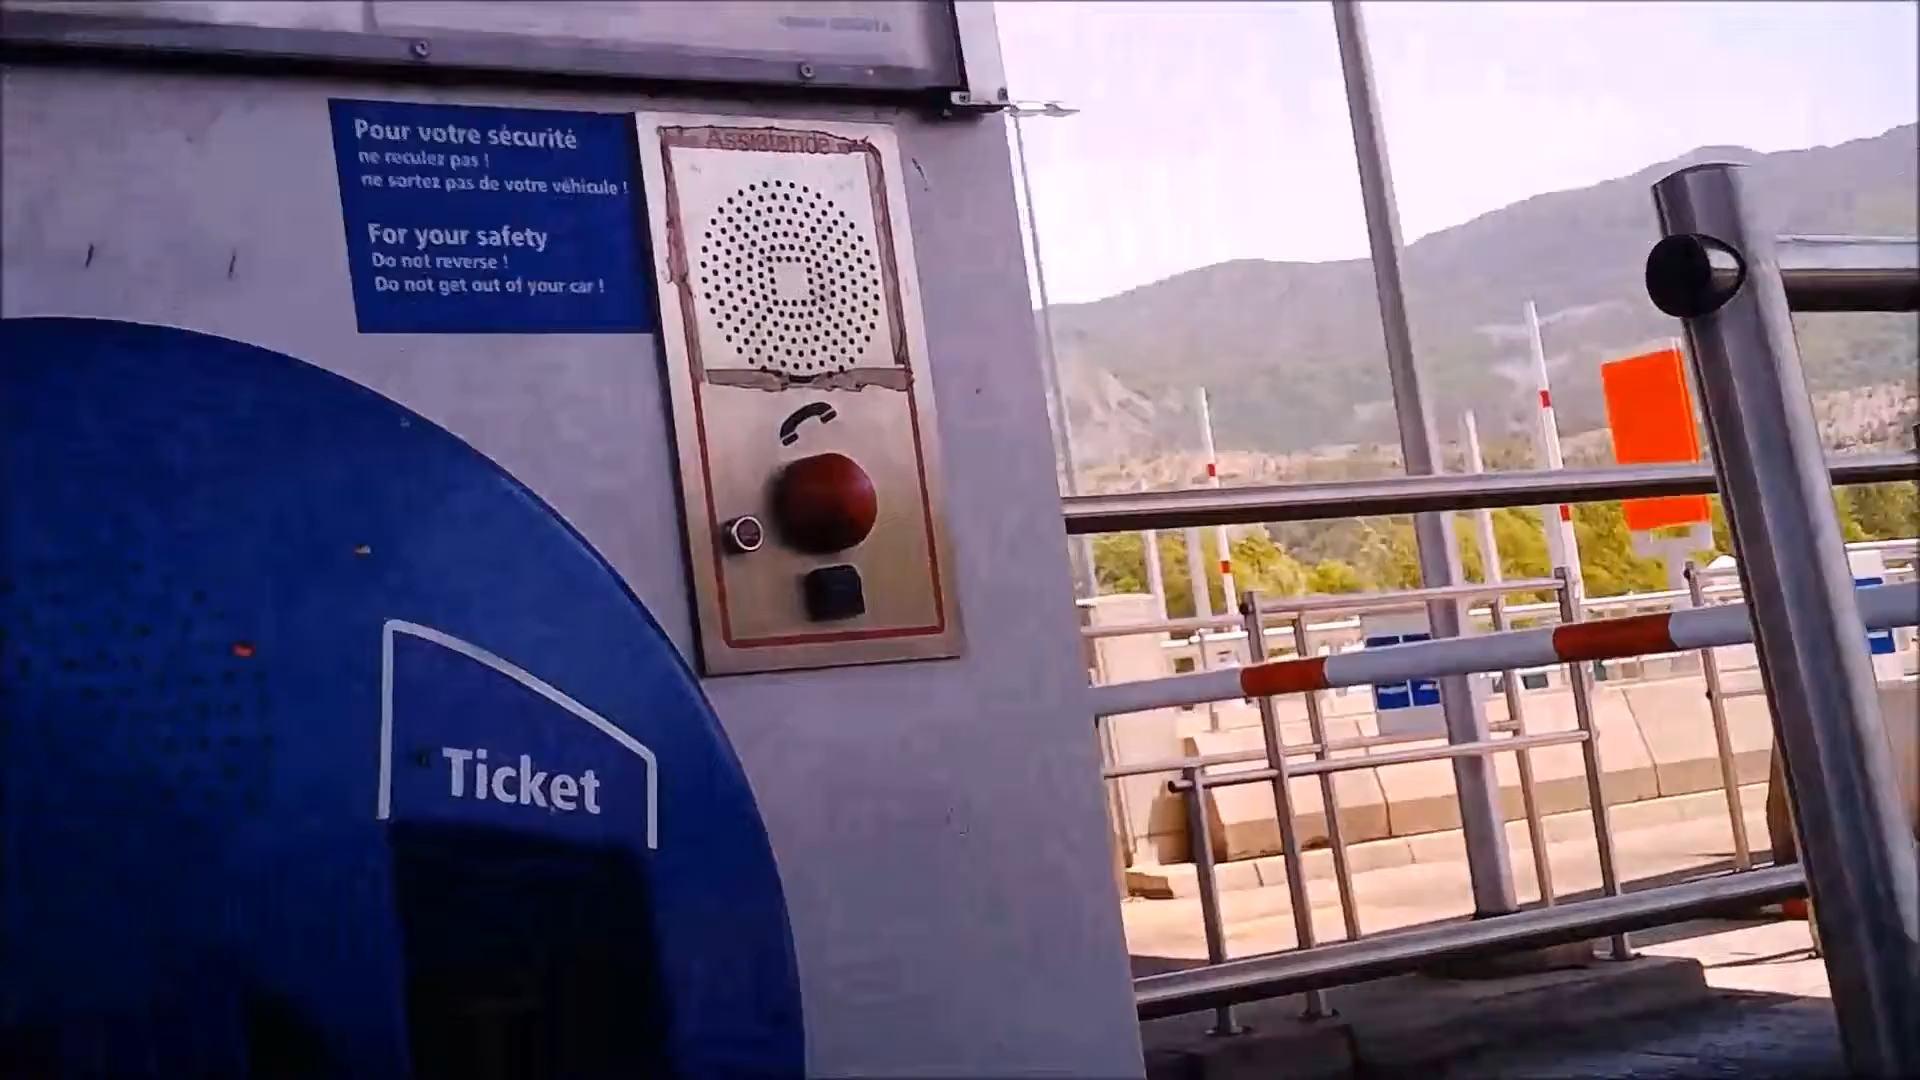 Pour votre sécurité
ne reculez pas !
ne sortez pas de votre véhicule !
For your safety
Do not reverse !
Do not get out of your car !
Assistance
Ticket